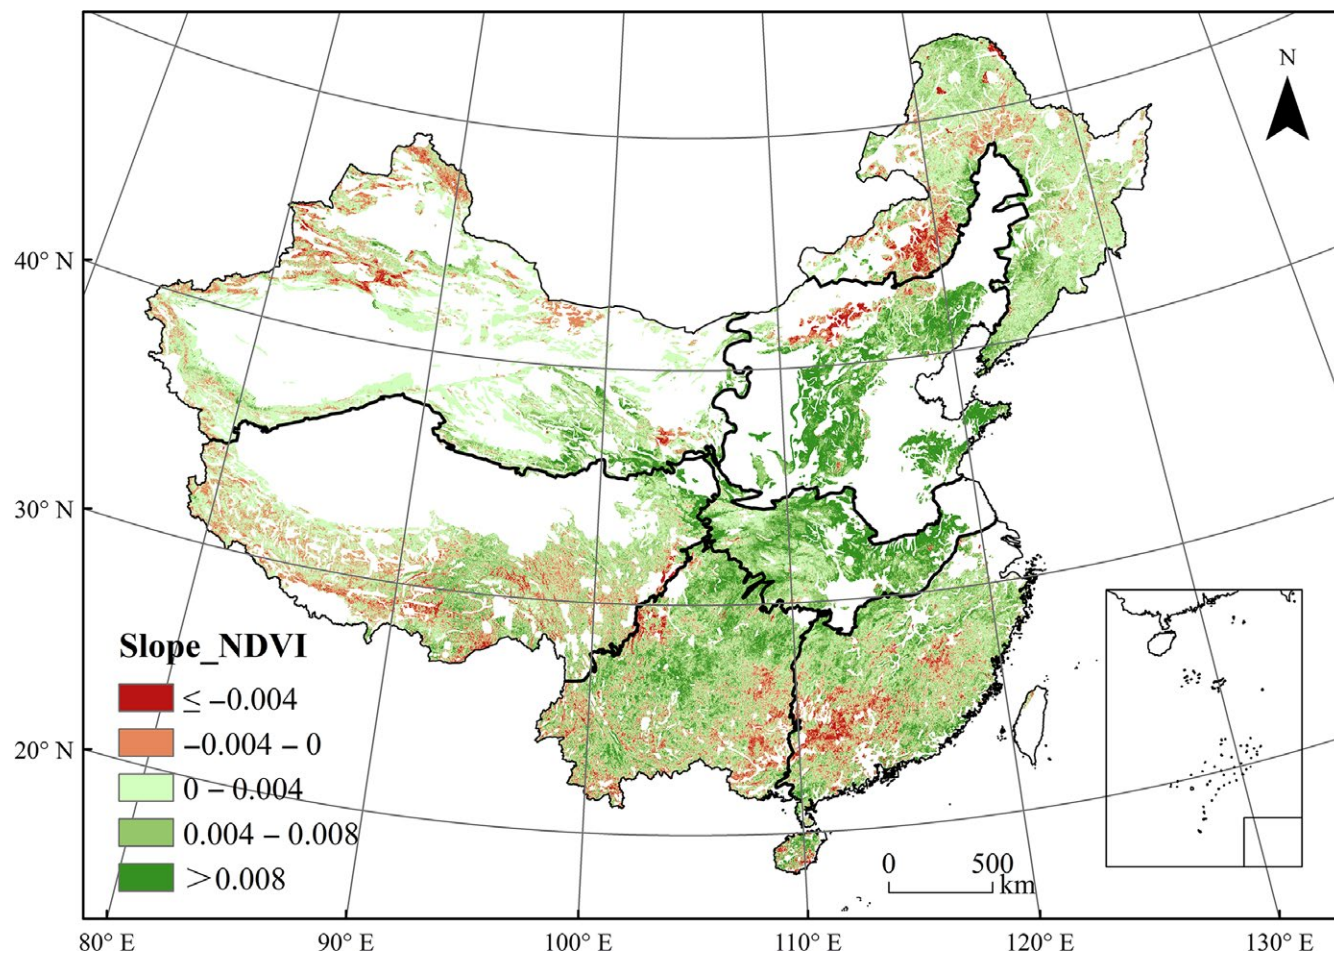 N
40° N
30° N
20° N
Slope_NDVI
≤ −0.004
−0.004 – 0
0 – 0.004
0.004 – 0.008
>0.008
0 500
km
80° E 90° E 100° E 110° E 120° E 130° E